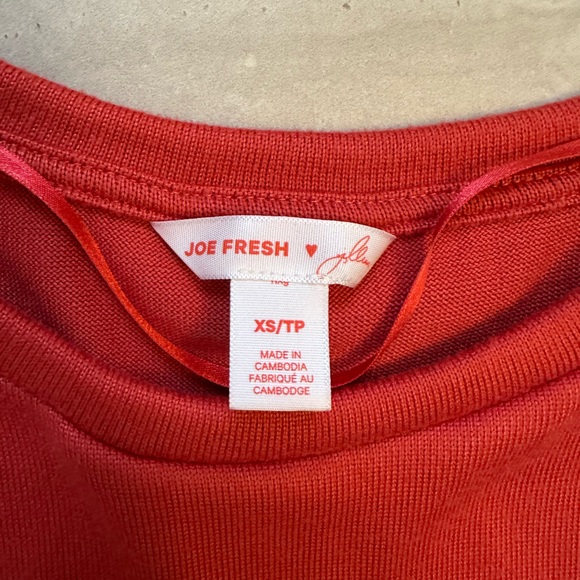 JOE FRESH ♥
XS/TP
MADE IN
CAMBODIA
FABRIQUÉ AU
CAMBODGE